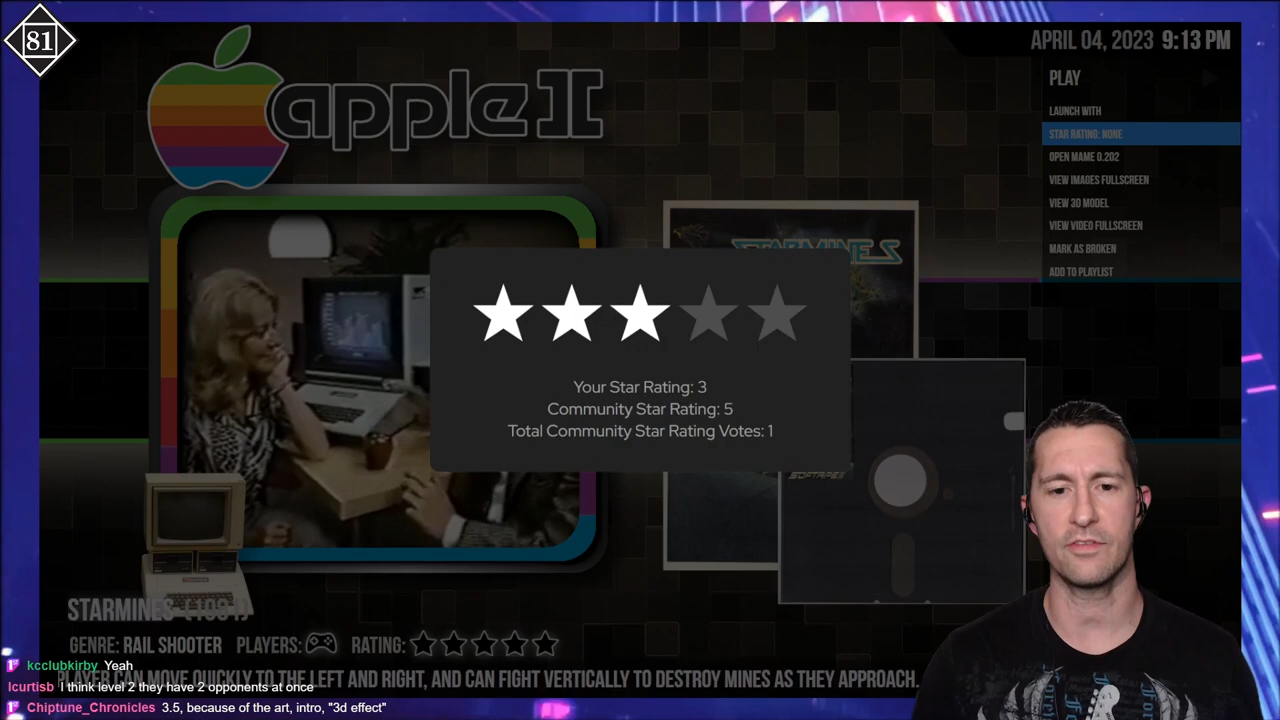 81
apple II
APRIL 04, 2023 9:13 PM
PLAY
LAUNCH WITH
STAR RATING: NONE
OPEN MAME 0.202
VIEW IMAGES FULLSCREEN
VIEW 3D MODEL
VIEW VIDEO FULLSCREEN
MARK AS BROKEN
ADD TO PLAYLIST
STARMINES
Your Star Rating: 3
Community Star Rating: 5
Total Community Star Rating Votes: 1
STARMINES
GENRE: RAIL SHOOTER PLAYERS: RATING:
PLAYER CAN MOVE QUICKLY TO THE LEFT AND RIGHT, AND CAN FIGHT VERTICALLY TO DESTROY MINES AS THEY APPROACH.
kcclubkirby Yeah
lcurtisb I think level 2 they have 2 opponents at once
Chiptune_Chronicles 3.5, because of the art, intro, "3d effect"